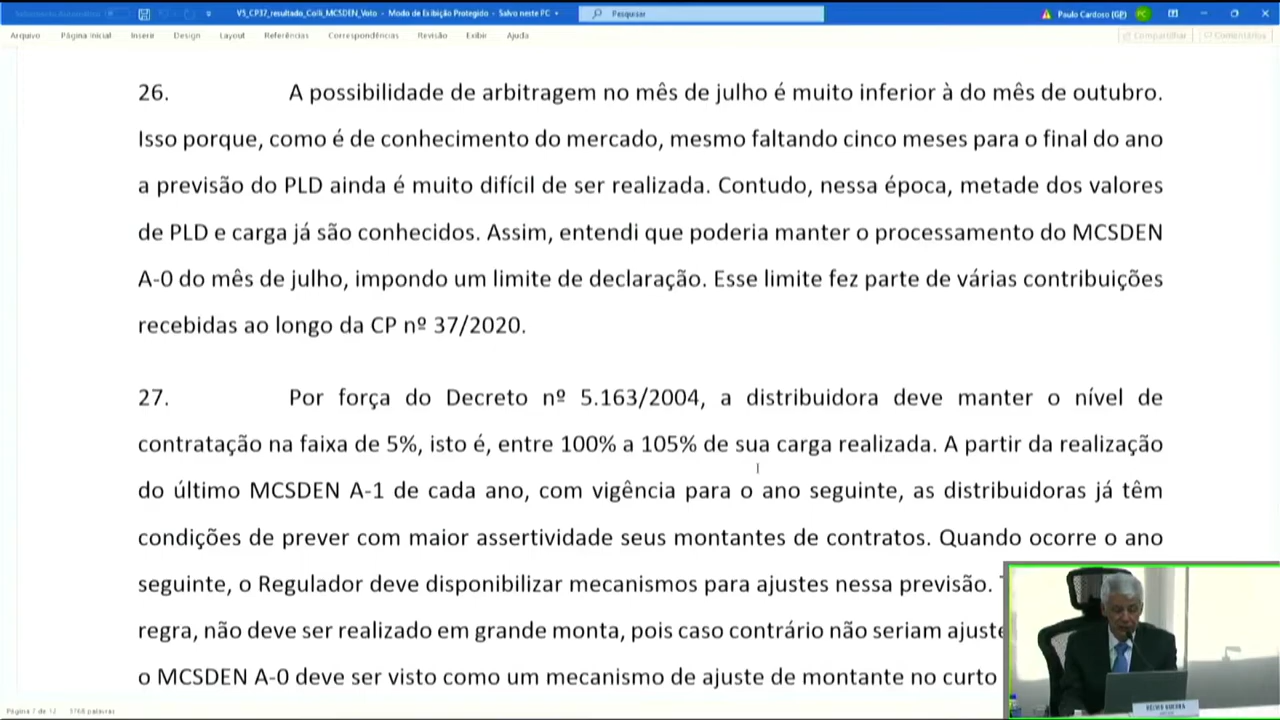 V5_CP37_resultado_Colli_MCSDEN_Voto - Modo de Exibição Protegido - Salvo neste PC
Pesquisar
Paulo Cardoso (GP)
PC
Arquivo Página Inicial Inserir Design Layout Referências Correspondências Revisão Exibir Ajuda
Compartilhar Comentários
26. A possibilidade de arbitragem no mês de julho é muito inferior à do mês de outubro.
Isso porque, como é de conhecimento do mercado, mesmo faltando cinco meses para o final do ano
a previsão do PLD ainda é muito difícil de ser realizada. Contudo, nessa época, metade dos valores
de PLD e carga já são conhecidos. Assim, entendi que poderia manter o processamento do MCSDEN
A-0 do mês de julho, impondo um limite de declaração. Esse limite fez parte de várias contribuições
recebidas ao longo da CP nº 37/2020.
27. Por força do Decreto nº 5.163/2004, a distribuidora deve manter o nível de
contratação na faixa de 5%, isto é, entre 100% a 105% de sua carga realizada. A partir da realização
do último MCSDEN A-1 de cada ano, com vigência para o ano seguinte, as distribuidoras já têm
condições de prever com maior assertividade seus montantes de contratos. Quando ocorre o ano
seguinte, o Regulador deve disponibilizar mecanismos para ajustes nessa previsão.
regra, não deve ser realizado em grande monta, pois caso contrário não seriam ajuste
o MCSDEN A-0 deve ser visto como um mecanismo de ajuste de montante no curto
Página 7 de 12 3768 palavras